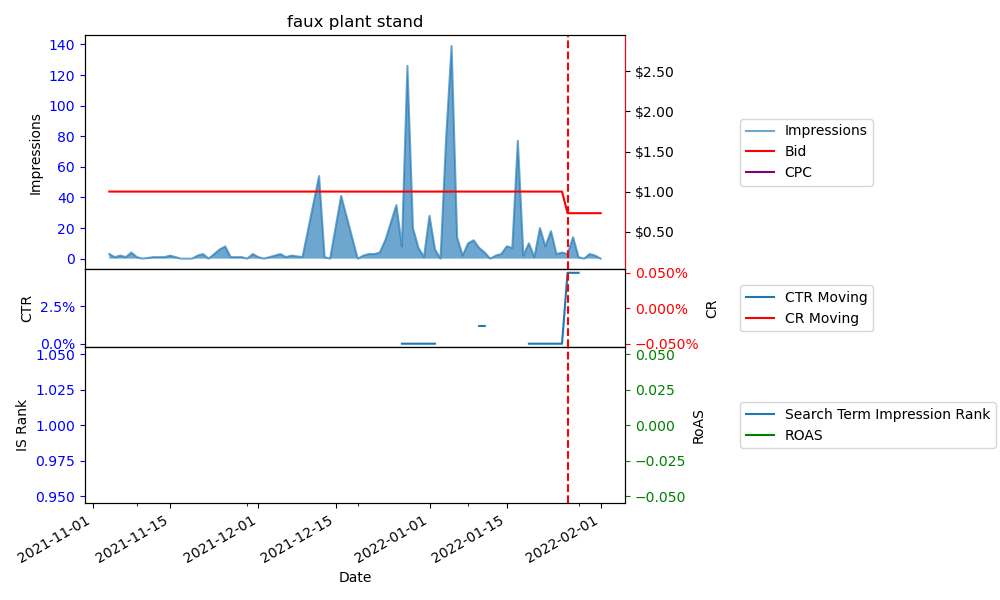 faux plant stand
140
120
100
80
60
40
20
0
Impressions
$2.50
$2.00
$1.50
$1.00
$0.50
Impressions
Bid
CPC
2.5%
0.0%
CTR
0.050%
0.000%
−0.050%
CR
CTR Moving
CR Moving
1.050
1.025
1.000
0.975
0.950
IS Rank
0.050
0.025
0.000
−0.025
−0.050
RoAS
Search Term Impression Rank
ROAS
2021-11-01
2021-11-15
2021-12-01
2021-12-15
2022-01-01
2022-01-15
2022-02-01
Date